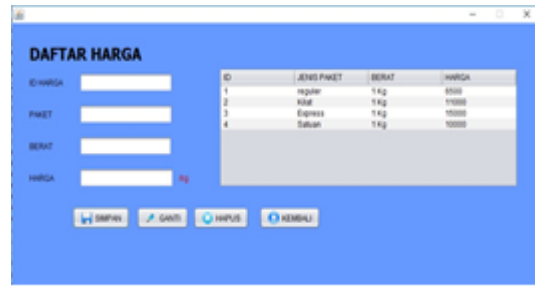 DAFTAR HARGA
ID HARGA
PAKET
BERAT
HARGA
Kg
ID JENIS PAKET BERAT HARGA
1 reguler 1 Kg 6500
2 Kilat 1 Kg 11000
3 Express 1 Kg 15000
4 Satuan 1 Kg 10000
SIMPAN GANTI HAPUS KEMBALI